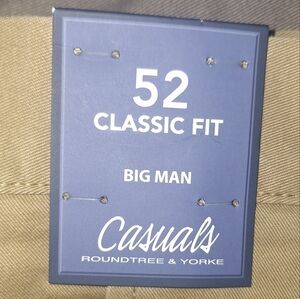 52
CLASSIC FIT
BIG MAN
Casuals
ROUNDTREE & YORKE